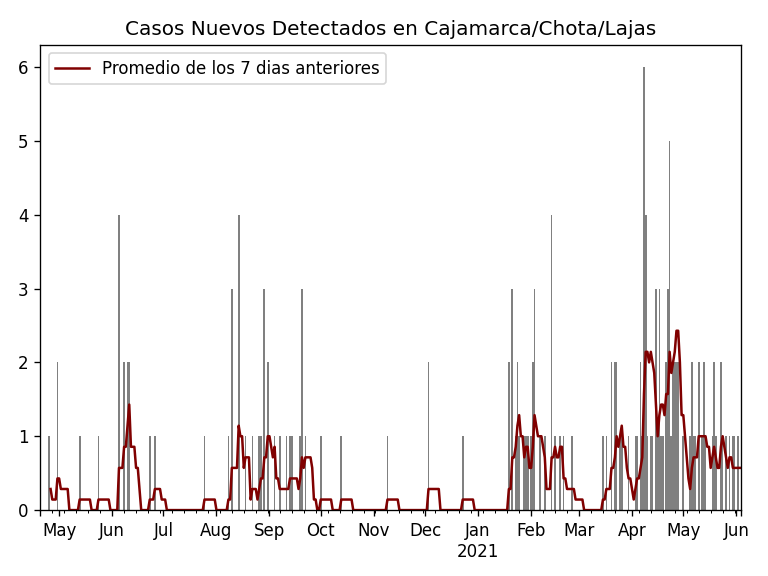 Casos Nuevos Detectados en Cajamarca/Chota/Lajas
Promedio de los 7 dias anteriores
6
5
4
3
2
1
0
May Jun Jul Aug Sep Oct Nov Dec Jan Feb Mar Apr May Jun
2021